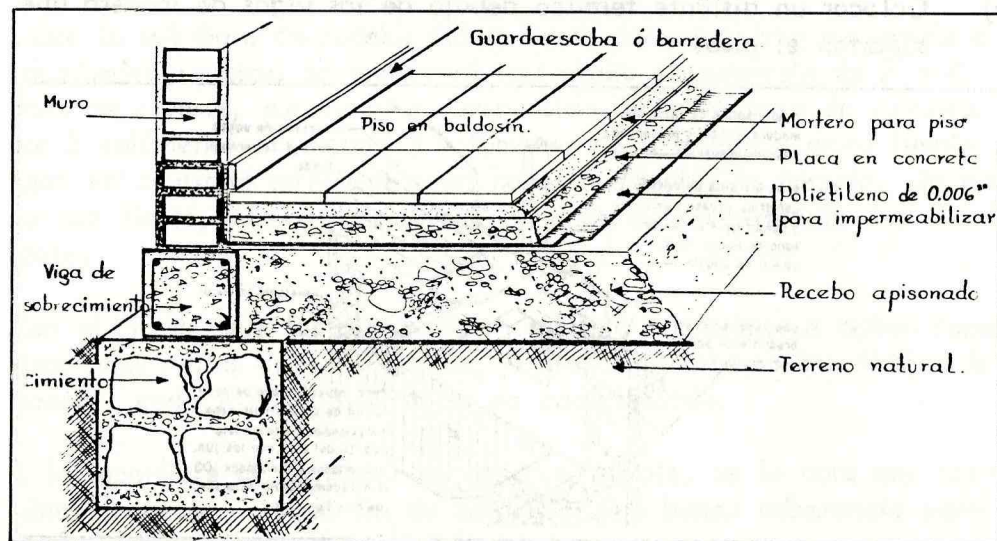 Guardaescoba ó barredera
Muro
Piso en baldosín.
Mortero para piso
Placa en concreto
Polietileno de 0.006"
para impermeabilizar
Viga de
sobrecimiento
Recebo apisonado
Cimiento
Terreno natural.